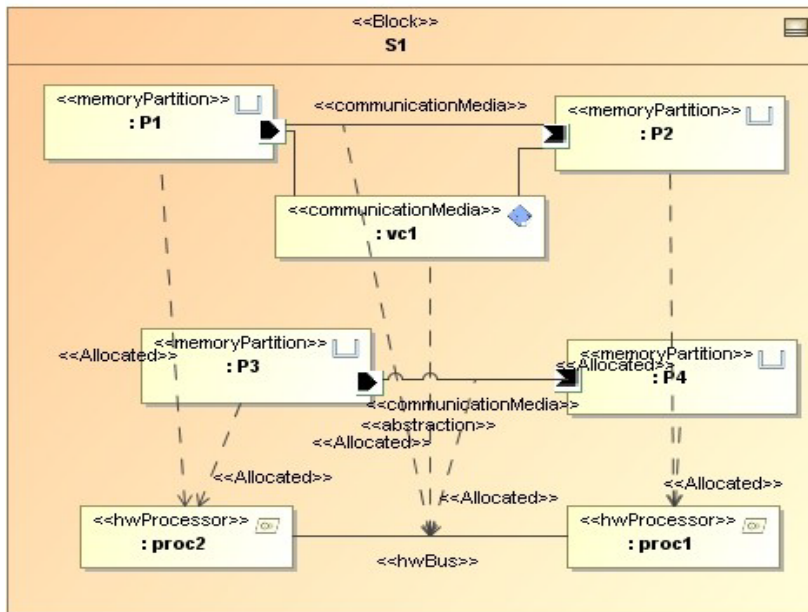 <<Block>>
S1
<<memoryPartition>>
: P1
<<communicationMedia>>
<<memoryPartition>>
: P2
<<communicationMedia>>
: vc1
<<memoryPartition>>
: P3
<<Allocated>>
<<memoryPartition>>
: P4
<<Allocated>>
<<communicationMedia>>
<<abstraction>>
<<Allocated>>
<<Allocated>>
<<Allocated>>
<<Allocated>>
<<hwProcessor>>
: proc2
<<hwBus>>
<<hwProcessor>>
: proc1